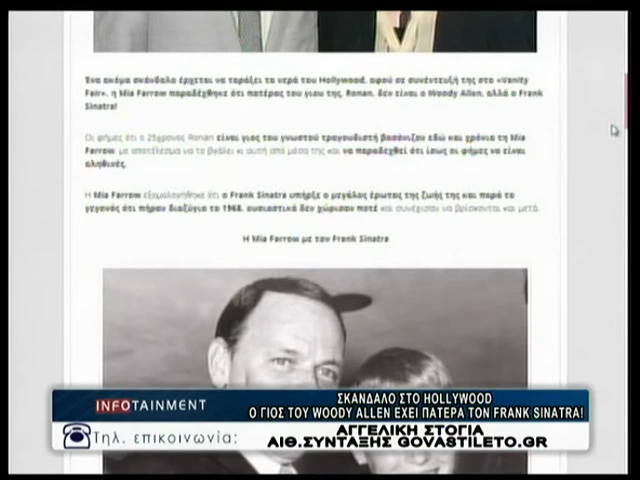 Ένα ακόμα σκάνδαλο έρχεται να ταράξει τα νερά του Hollywood, αφού σε συνέντευξή της στο «Vanity
Fair», η Mia Farrow παραδέχθηκε ότι πατέρας του γιου της, Ronan, δεν είναι ο Woody Allen, αλλά ο Frank
Sinatra!
Οι φήμες ότι ο 25χρονος Ronan είναι γιος του γνωστού τραγουδιστή βασάνιζαν εδώ και χρόνια τη Mia
Farrow, με αποτέλεσμα να το βγάλει κι αυτή από μέσα της και να παραδεχθεί ότι ίσως οι φήμες να είναι
αληθινές.
Η Mia Farrow εξομολογήθηκε ότι ο Frank Sinatra υπήρξε ο μεγάλος έρωτας της ζωής της και παρά το
γεγονός ότι πήραν διαζύγιο το 1968, ουσιαστικά δεν χώρισαν ποτέ και συνέχισαν να βρίσκονται και μετά.
Η Mia Farrow με τον Frank Sinatra
INFOTAINMENT
ΣΚΑΝΔΑΛΟ ΣΤΟ HOLLYWOOD
Ο ΓΙΟΣ ΤΟΥ WOODY ALLEN ΕΧΕΙ ΠΑΤΕΡΑ ΤΟΝ FRANK SINATRA!
Τηλ. επικοινωνία:
ΑΓΓΕΛΙΚΗ ΣΤΟΓΙΑ
ΑΙΘ.ΣΥΝΤΑΞΗΣ GOVASTILETO.GR